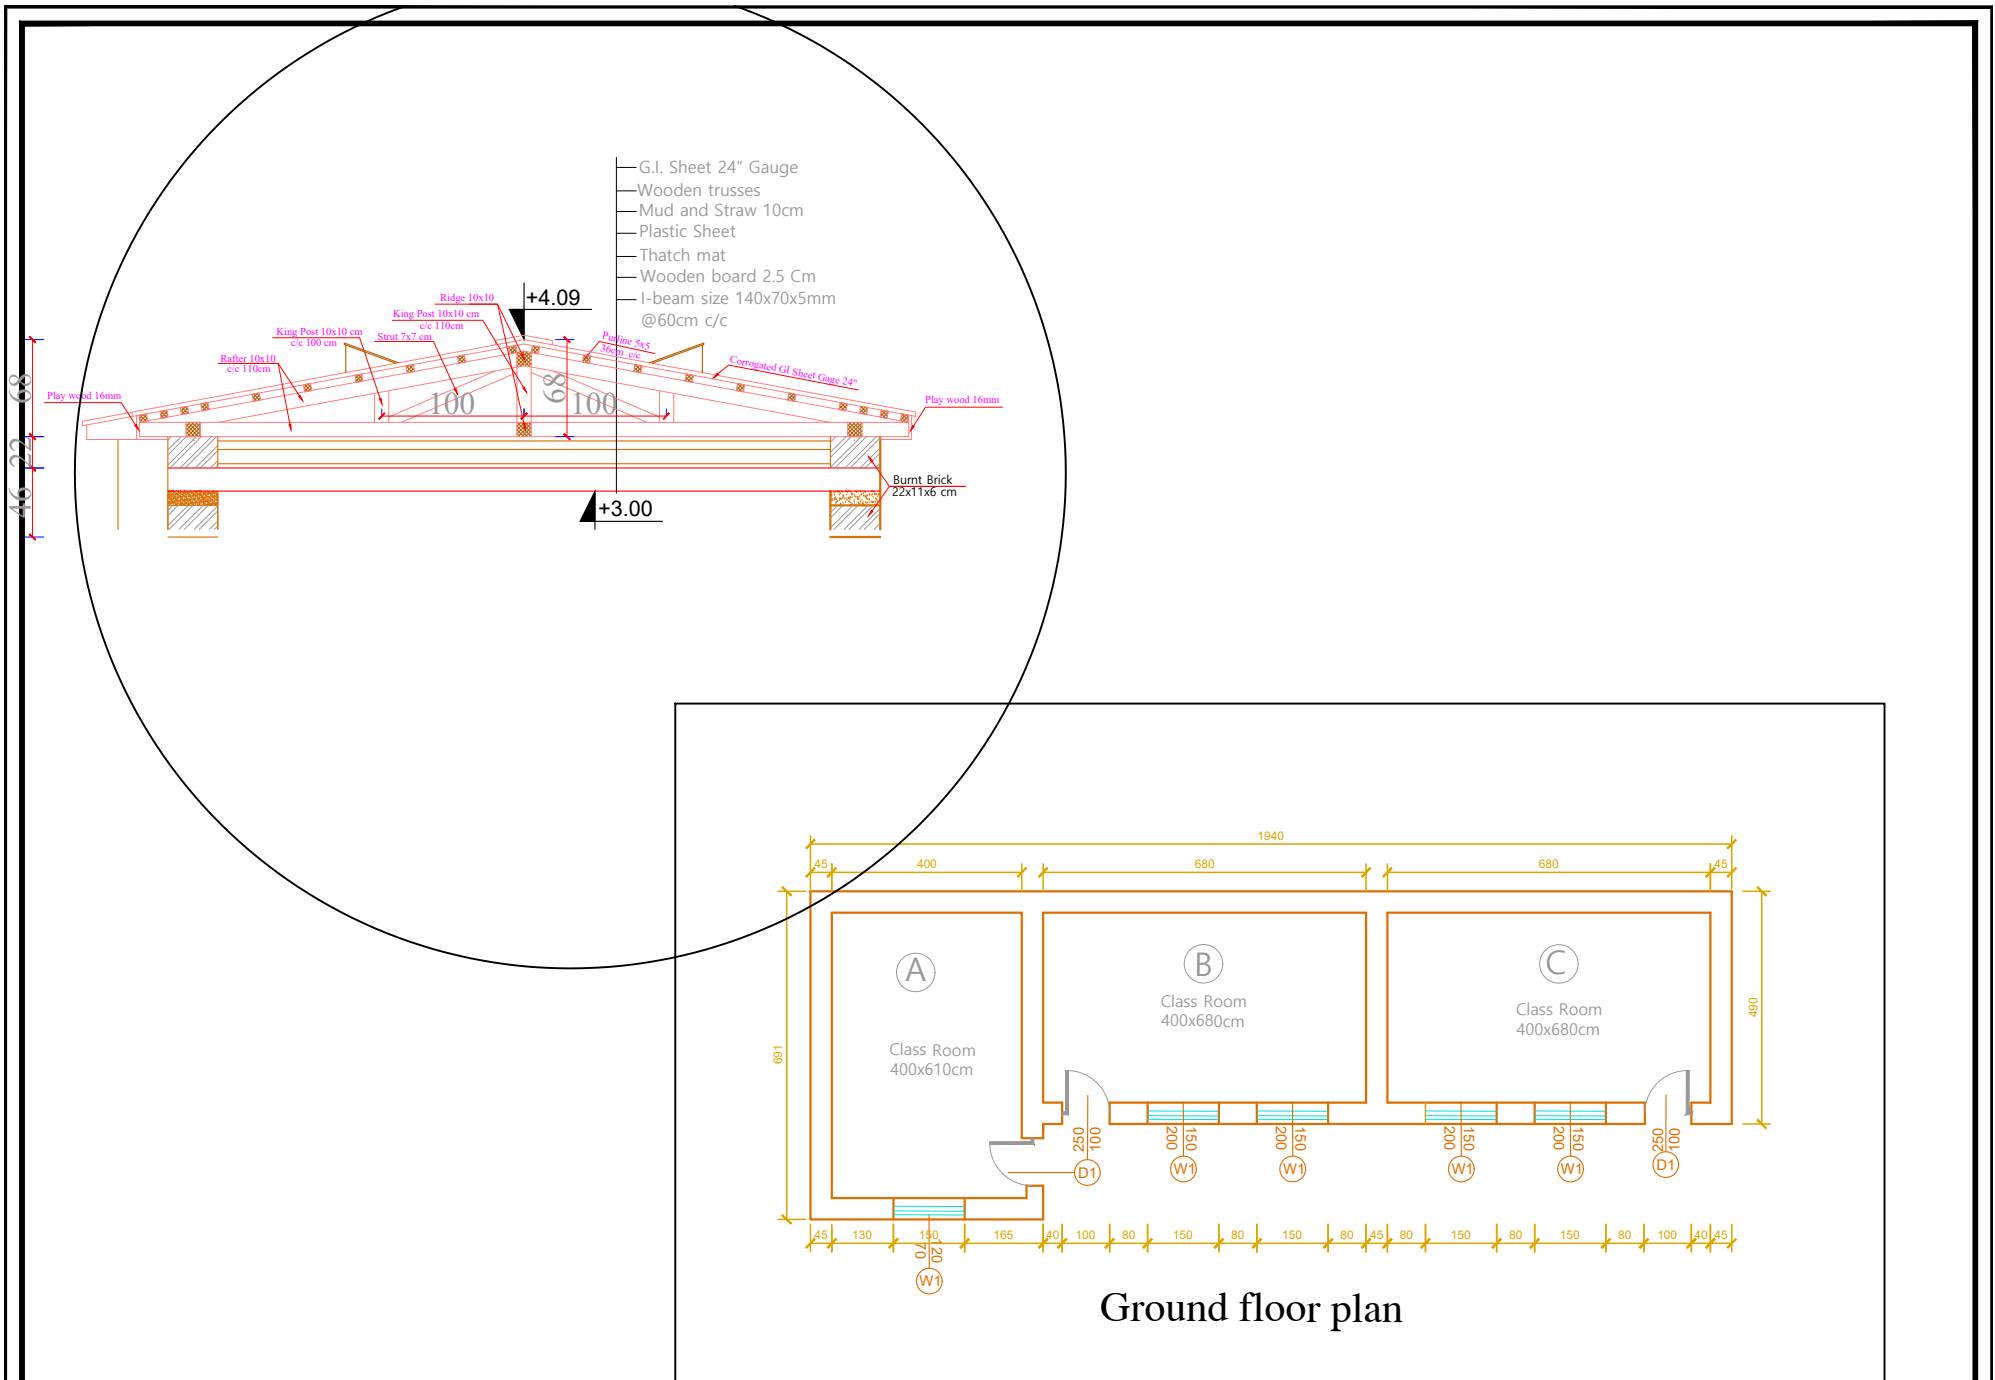 G.I. Sheet 24" Gauge
Wooden trusses
Mud and Straw 10cm
Plastic Sheet
Thatch mat
Wooden board 2.5 Cm
I-beam size 140x70x5mm
@60cm c/c
+4.09
Ridge 10x10
King Post 10x10 cm
c/c 110cm
King Post 10x10 cm
c/c 100 cm
Strut 7x7 cm
Purline 5x5
36cm c/c
Rafter 10x10
c/c 110cm
Corrogated GI Sheet Gage 24"
Play wood 16mm
Play wood 16mm
100
68
100
68
22
46
Burnt Brick
22x11x6 cm
+3.00
1940
45
400
680
680
45
A
B
C
Class Room
400x680cm
Class Room
400x680cm
Class Room
400x610cm
691
490
250
100
D1
200
150
W1
200
150
W1
200
150
W1
200
150
W1
250
100
D1
45
130
150
165
40
100
80
150
80
150
80
45
80
150
80
150
80
100
40
45
70
120
W1
Ground floor plan